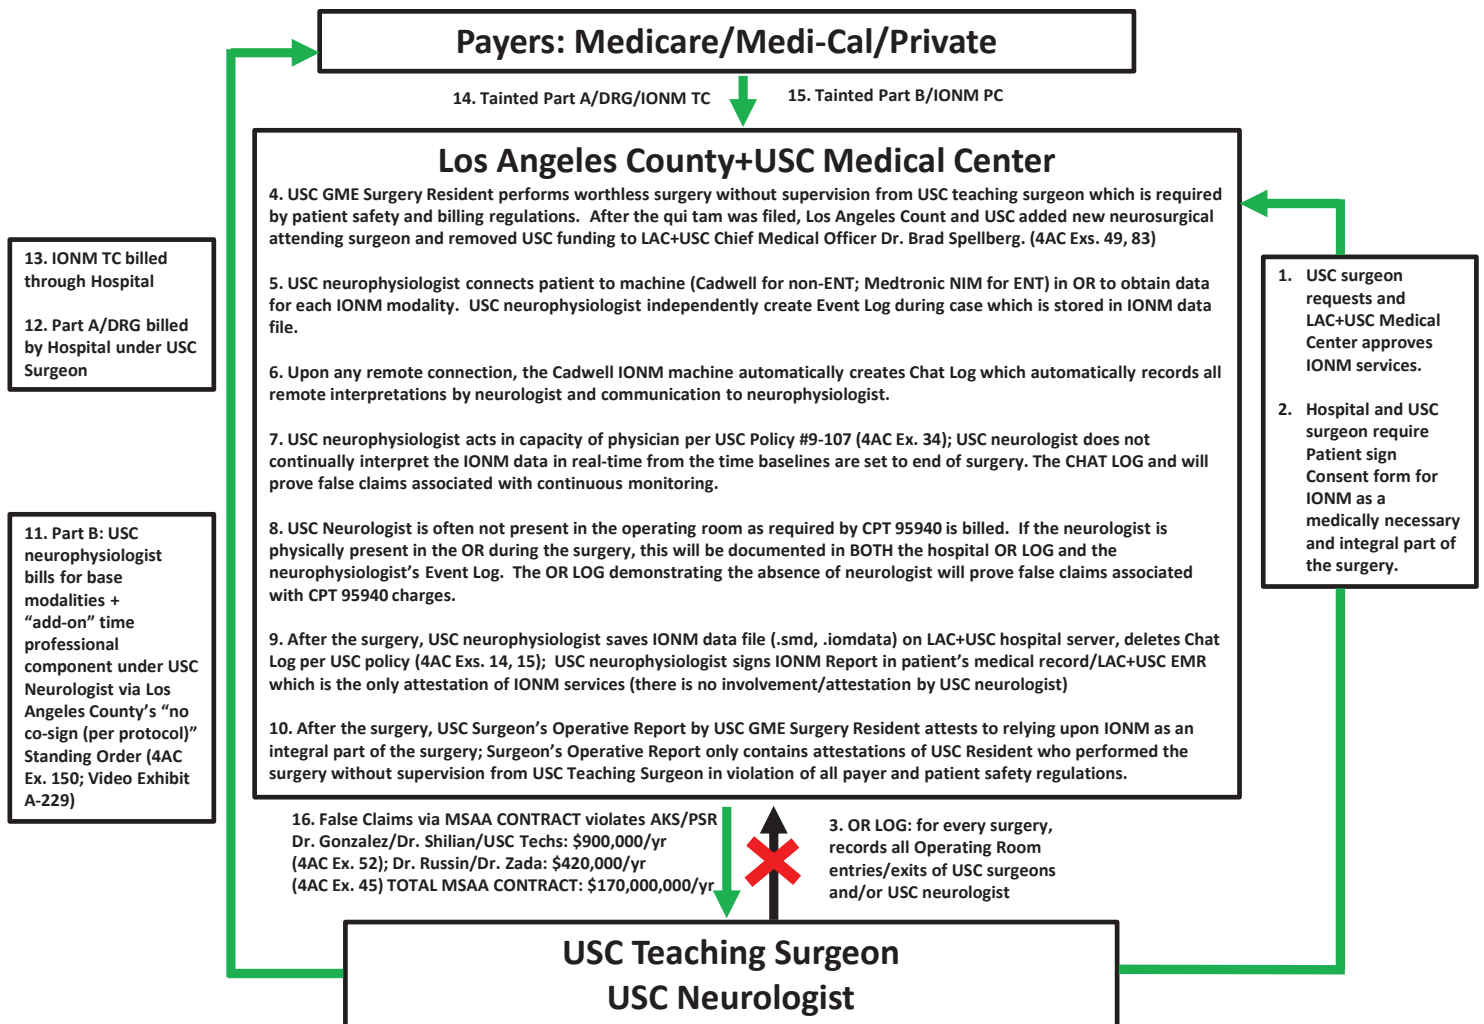 Payers: Medicare/Medi-Cal/Private
14. Tainted Part A/DRG/IONM TC
15. Tainted Part B/IONM PC
Los Angeles County+USC Medical Center
4. USC GME Surgery Resident performs worthless surgery without supervision from USC teaching surgeon which is required
by patient safety and billing regulations. After the qui tam was filed, Los Angeles Count and USC added new neurosurgical
attending surgeon and removed USC funding to LAC+USC Chief Medical Officer Dr. Brad Spellberg. (4AC Exs. 49, 83)
5. USC neurophysiologist connects patient to machine (Cadwell for non-ENT; Medtronic NIM for ENT) in OR to obtain data
for each IONM modality. USC neurophysiologist independently create Event Log during case which is stored in IONM data
file.
6. Upon any remote connection, the Cadwell IONM machine automatically creates Chat Log which automatically records all
remote interpretations by neurologist and communication to neurophysiologist.
7. USC neurophysiologist acts in capacity of physician per USC Policy #9-107 (4AC Ex. 34); USC neurologist does not
continually interpret the IONM data in real-time from the time baselines are set to end of surgery. The CHAT LOG and will
prove false claims associated with continuous monitoring.
8. USC Neurologist is often not present in the operating room as required by CPT 95940 is billed. If the neurologist is
physically present in the OR during the surgery, this will be documented in BOTH the hospital OR LOG and the
neurophysiologist's Event Log. The OR LOG demonstrating the absence of neurologist will prove false claims associated
with CPT 95940 charges.
9. After the surgery, USC neurophysiologist saves IONM data file (.smd, .iomdata) on LAC+USC hospital server, deletes Chat
Log per USC policy (4AC Exs. 14, 15); USC neurophysiologist signs IONM Report in patient's medical record/LAC+USC EMR
which is the only attestation of IONM services (there is no involvement/attestation by USC neurologist)
10. After the surgery, USC Surgeon's Operative Report by USC GME Surgery Resident attests to relying upon IONM as an
integral part of the surgery; Surgeon's Operative Report only contains attestations of USC Resident who performed the
surgery without supervision from USC Teaching Surgeon in violation of all payer and patient safety regulations.
13. IONM TC billed
through Hospital
12. Part A/DRG billed
by Hospital under USC
Surgeon
11. Part B: USC
neurophysiologist
bills for base
modalities +
"add-on" time
professional
component under USC
Neurologist via Los
Angeles County's "no
co-sign (per protocol)"
Standing Order (4AC
Ex. 150; Video Exhibit
A-229)
1. USC surgeon
requests and
LAC+USC Medical
Center approves
IONM services.
2. Hospital and USC
surgeon require
Patient sign
Consent form for
IONM as a
medically necessary
and integral part of
the surgery.
16. False Claims via MSAA CONTRACT violates AKS/PSR
Dr. Gonzalez/Dr. Shilian/USC Techs: $900,000/yr
(4AC Ex. 52); Dr. Russin/Dr. Zada: $420,000/yr
(4AC Ex. 45) TOTAL MSAA CONTRACT: $170,000,000/yr
3. OR LOG: for every surgery,
records all Operating Room
entries/exits of USC surgeons
and/or USC neurologist
USC Teaching Surgeon
USC Neurologist